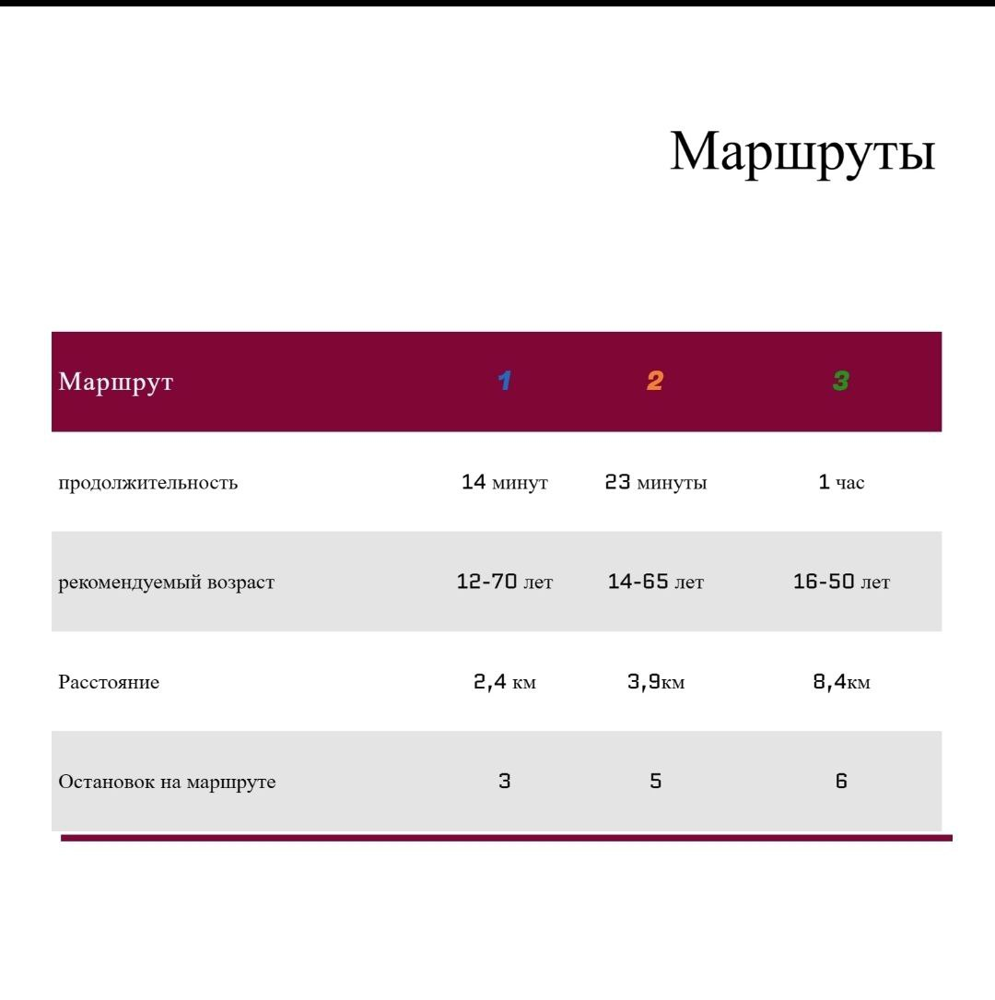 Маршруты
Маршрут 1 2 3
продолжительность 14 минут 23 минуты 1 час
рекомендуемый возраст 12-70 лет 14-65 лет 16-50 лет
Расстояние 2,4 км 3,9км 8,4км
Остановок на маршруте 3 5 6